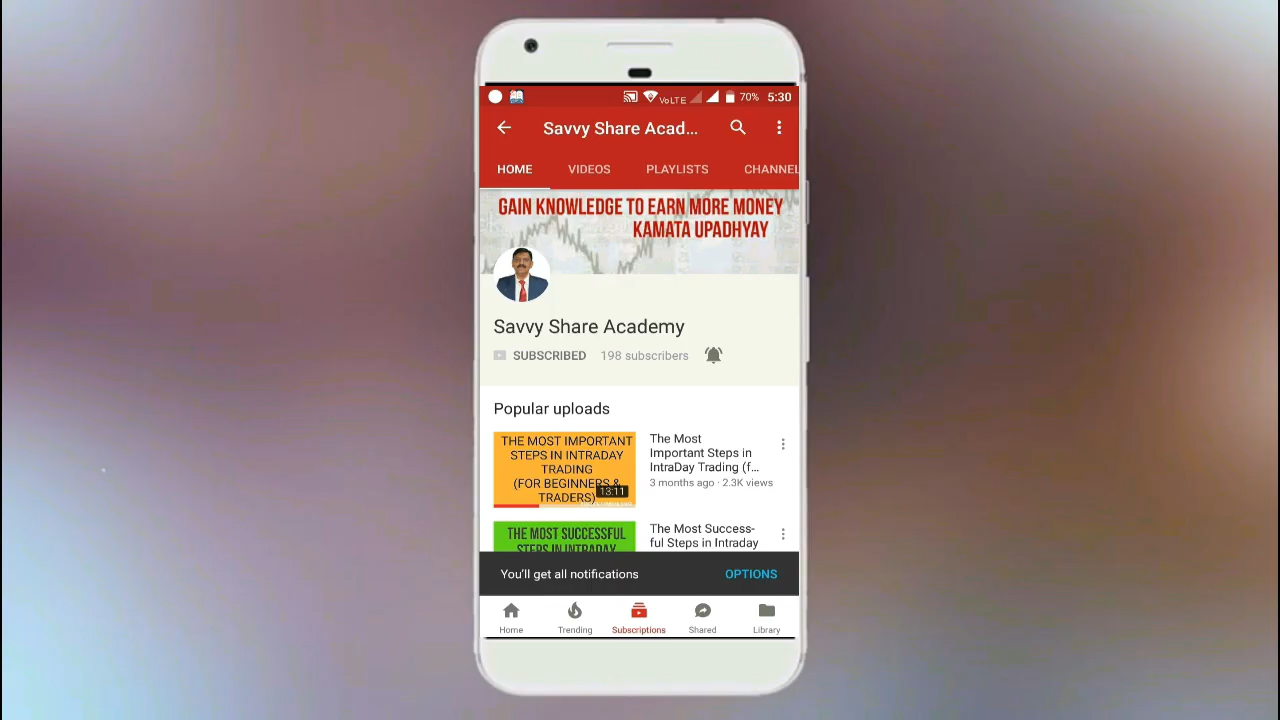 VoLTE 70% 5:30
Savvy Share Acad...
HOME VIDEOS PLAYLISTS CHANNEL
GAIN KNOWLEDGE TO EARN MORE MONEY
KAMATA UPADHYAY
Savvy Share Academy
SUBSCRIBED 198 subscribers
Popular uploads
THE MOST IMPORTANT
STEPS IN INTRADAY
TRADING
(FOR BEGINNERS &
TRADERS)
13:11
The Most
Important Steps in
IntraDay Trading (f...
3 months ago · 2.3K views
THE MOST SUCCESSFUL
STEPS IN INTRADAY
The Most Success-
ful Steps in Intraday
You'll get all notifications OPTIONS
Home Trending Subscriptions Shared Library